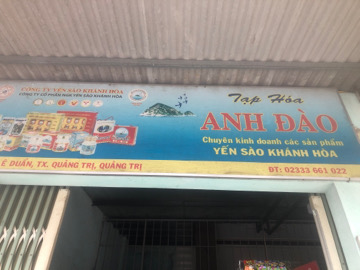 CÔNG TY YẾN SÀO KHÁNH HÒA
CÔNG TY CỔ PHẦN NGK YẾN SÀO KHÁNH HÒA
Tạp Hóa
ANH ĐÀO
Chuyên kinh doanh các sản phẩm
YẾN SÀO KHÁNH HÒA
Ê DUẨN, TX. QUẢNG TRỊ, QUẢNG TRỊ
ĐT: 02333 661 022